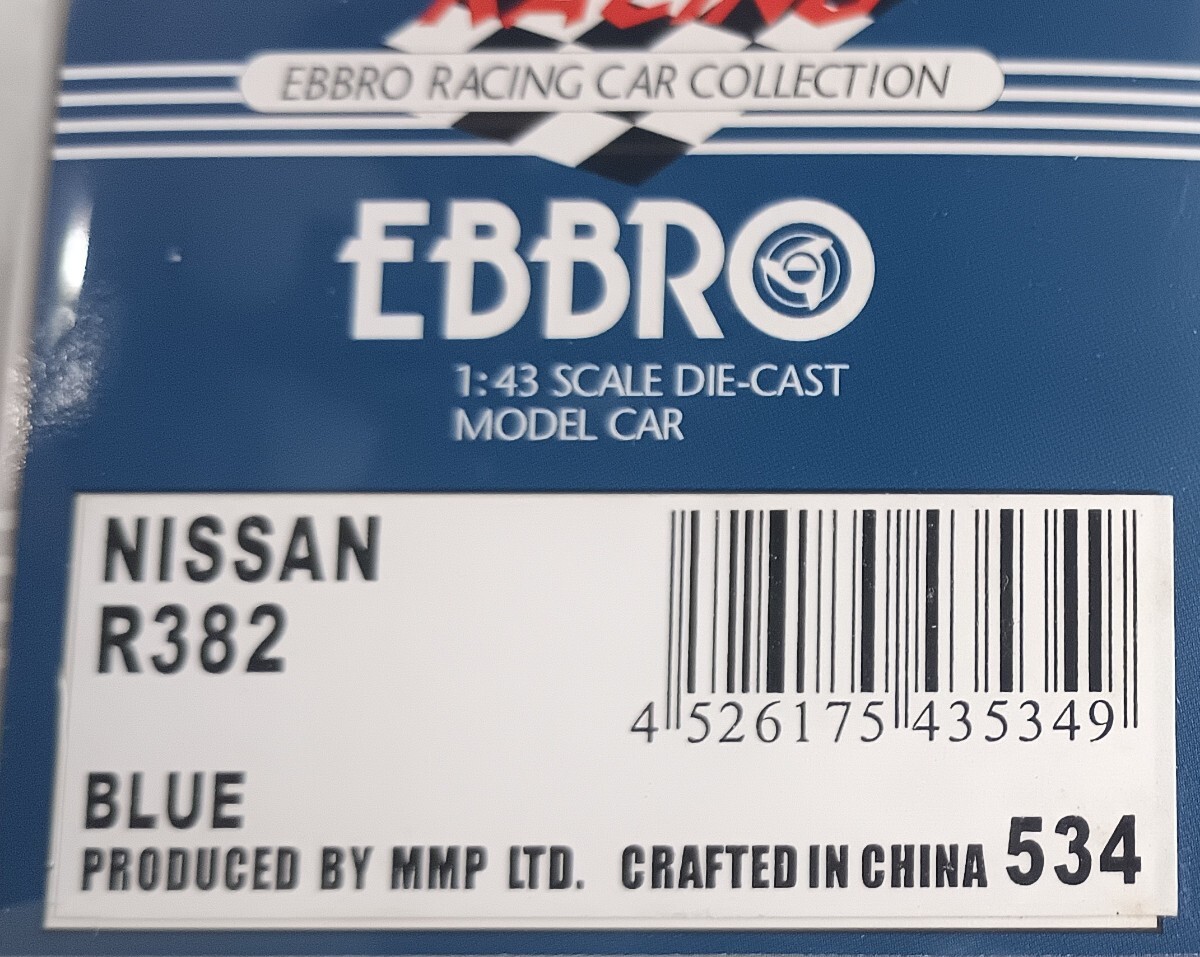 RACING
EBBRO RACING CAR COLLECTION
EBBRO
1:43 SCALE DIE-CAST
MODEL CAR
NISSAN
R382
4 526175 435349
BLUE
PRODUCED BY MMP LTD. CRAFTED IN CHINA 534